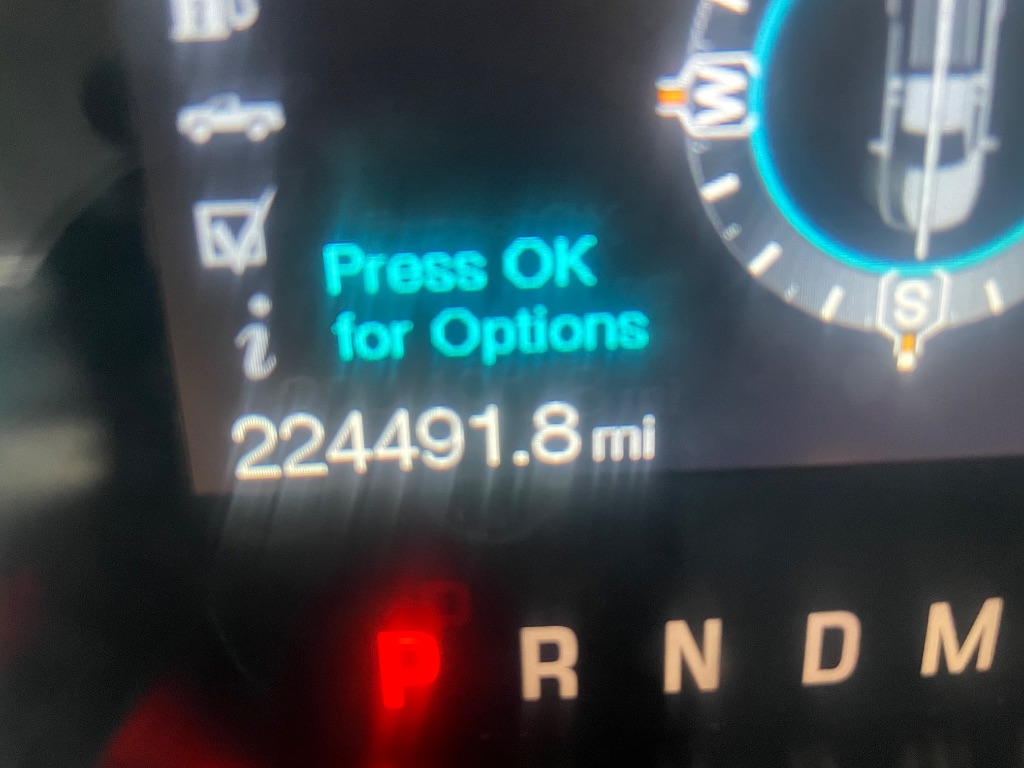 W
Press OK
for Options
S
224491.8 mi
P R N D M